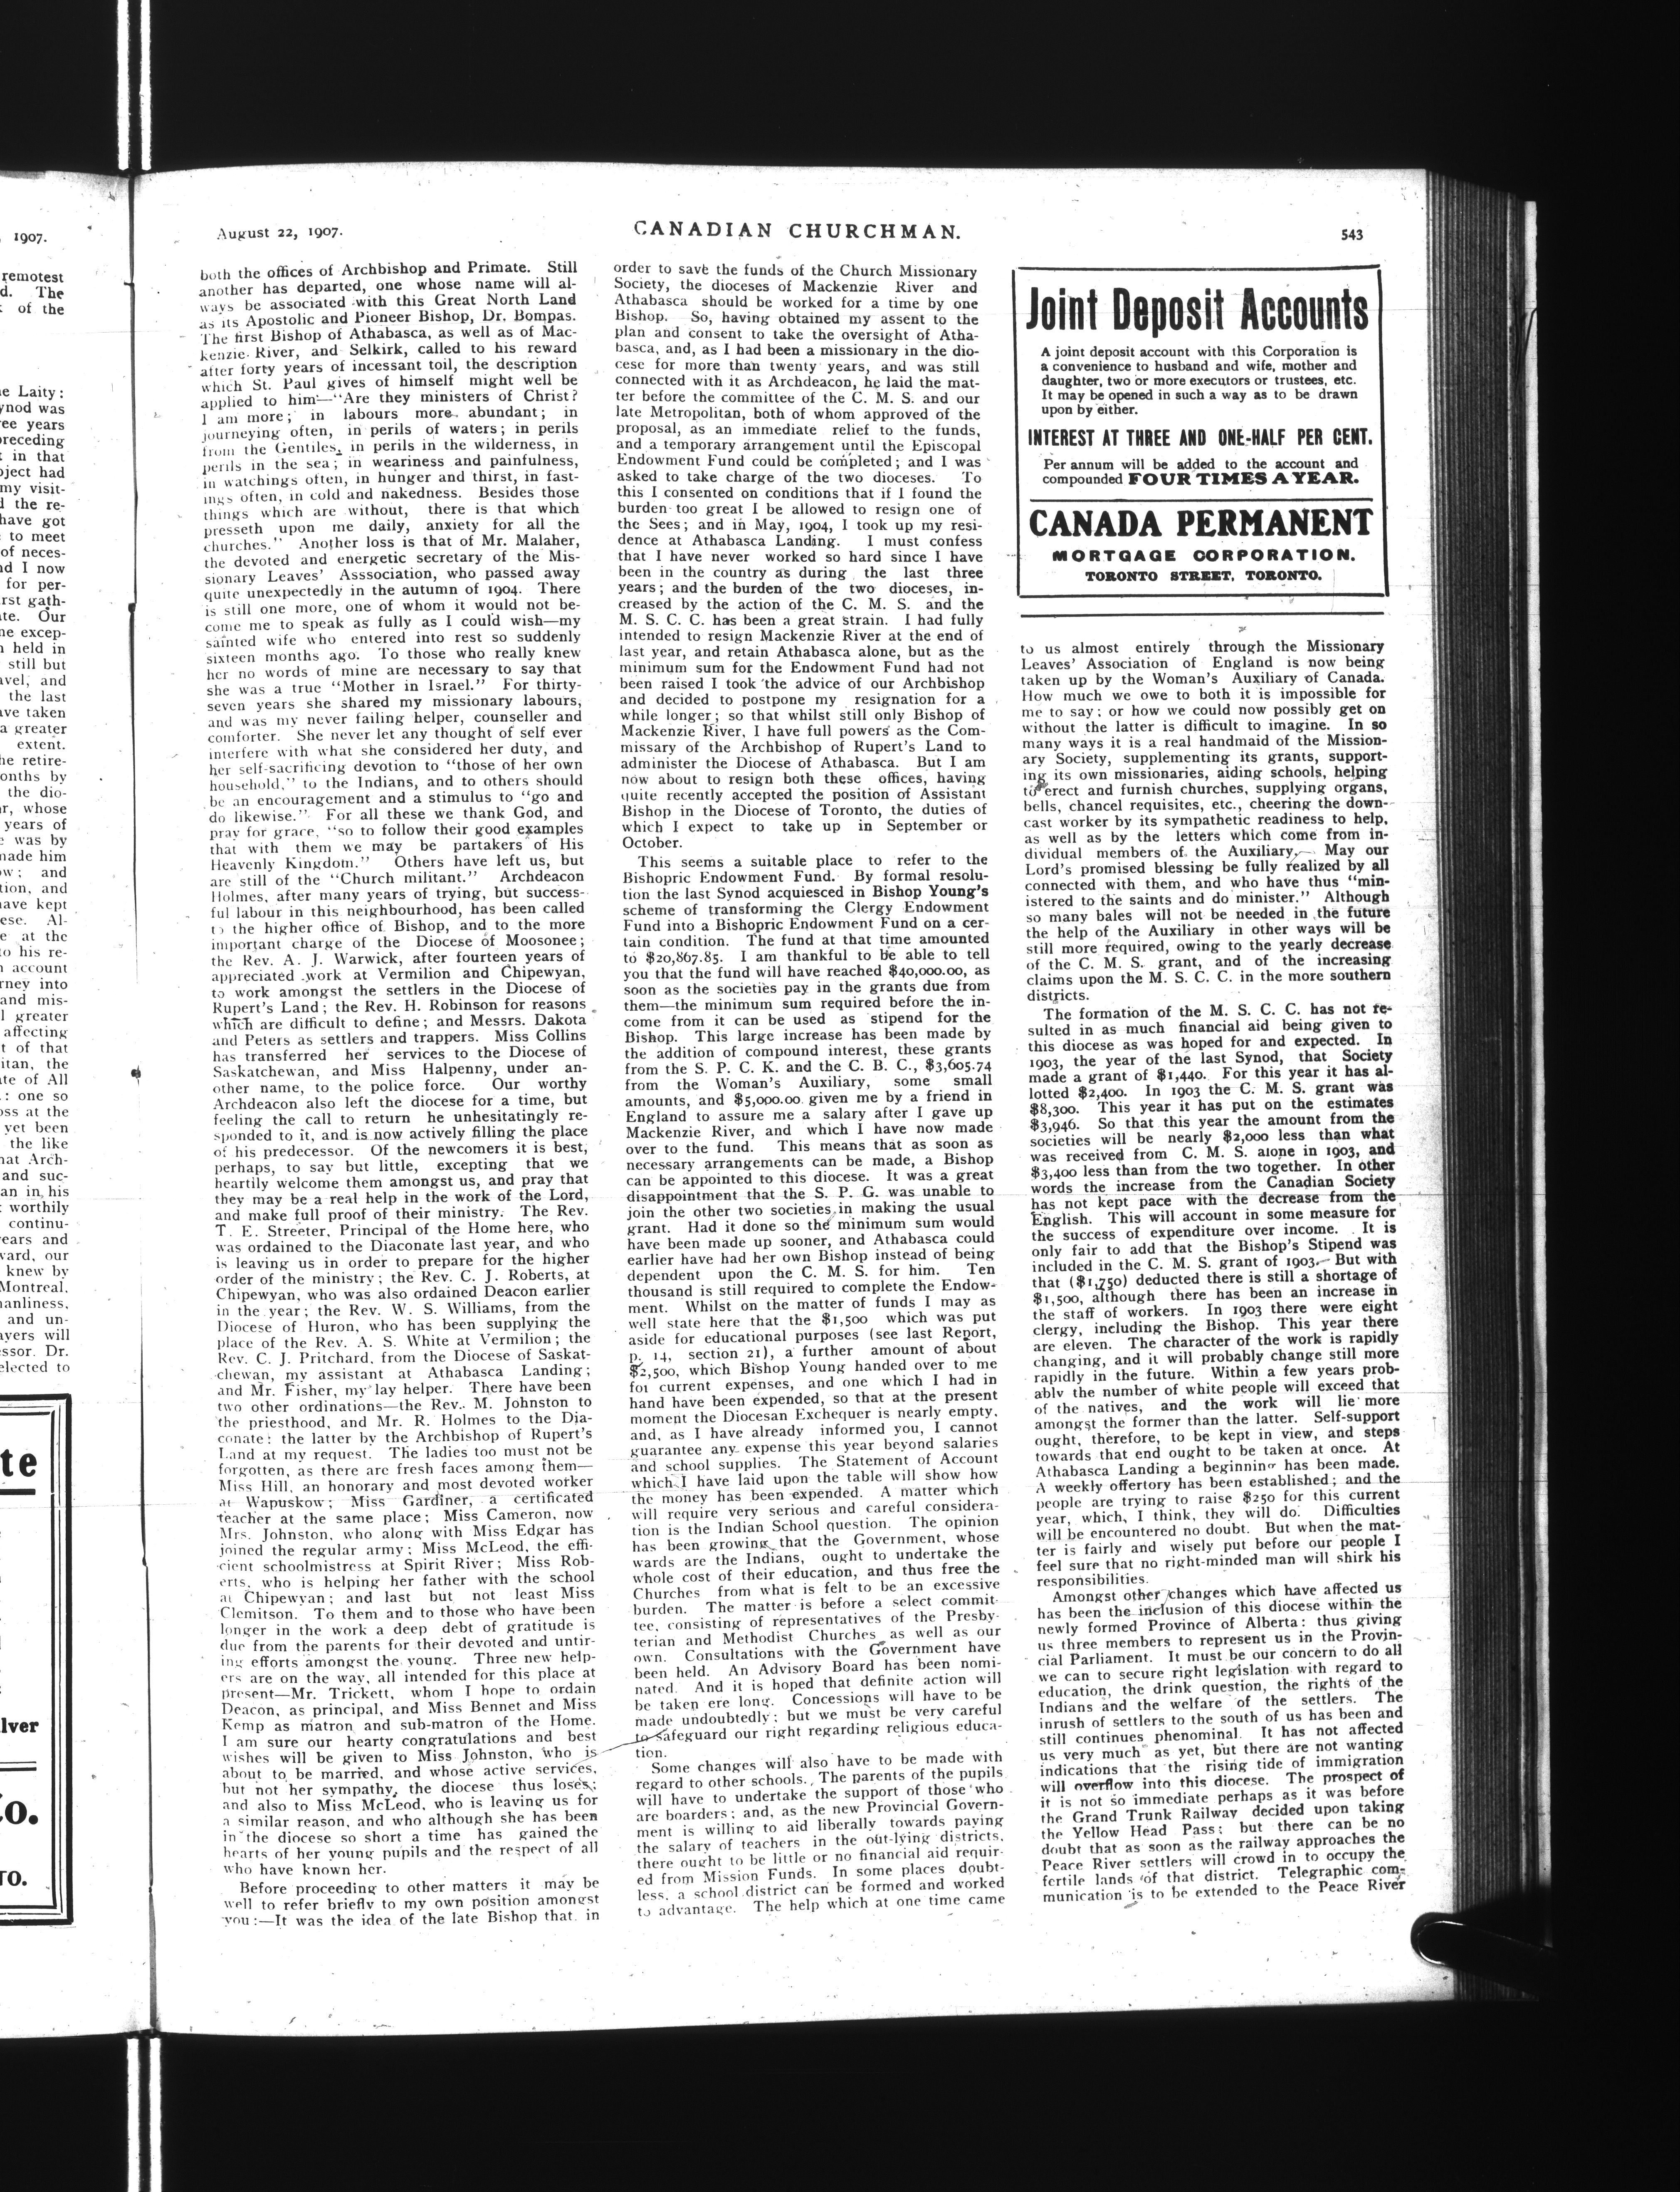 August 22, 1907.
CANADIAN CHURCHMAN.
543
both the offices of Archbishop and Primate. Still
another has departed, one whose name will al-
ways be associated with this Great North Land
as its Apostolic and Pioneer Bishop, Dr. Bompas.
The first Bishop of Athabasca, as well as of Mac-
kenzie River, and Selkirk, called to his reward
after forty years of incessant toil, the description
which St. Paul gives of himself might well be
applied to him—"Are they ministers of Christ?
I am more; in labours more abundant; in
journeying often, in perils of waters; in perils
from the Gentiles, in perils in the wilderness, in
perils in the sea; in weariness and painfulness,
in watchings often, in hunger and thirst, in fast-
ings often, in cold and nakedness. Besides those
things which are without, there is that which
presseth upon me daily, anxiety for all the
churches." Another loss is that of Mr. Malaher,
the devoted and energetic secretary of the Mis-
sionary Leaves' Asssociation, who passed away
quite unexpectedly in the autumn of 1904. There
is still one more, one of whom it would not be-
come me to speak as fully as I could wish—my
sainted wife who entered into rest so suddenly
sixteen months ago. To those who really knew
her no words of mine are necessary to say that
she was a true "Mother in Israel." For thirty-
seven years she shared my missionary labours,
and was my never failing helper, counseller and
comforter. She never let any thought of self ever
interfere with what she considered her duty, and
her self-sacrificing devotion to "those of her own
household," to the Indians, and to others should
be an encouragement and a stimulus to "go and
do likewise." For all these we thank God, and
pray for grace, "so to follow their good examples
that with them we may be partakers of His
Heavenly Kingdom." Others have left us, but
are still of the "Church militant." Archdeacon
Holmes, after many years of trying, but success-
ful labour in this neighbourhood, has been called
to the higher office of Bishop, and to the more
important charge of the Diocese of Moosonee;
the Rev. A. J. Warwick, after fourteen years of
appreciated work at Vermilion and Chipewyan,
to work amongst the settlers in the Diocese of
Rupert's Land; the Rev. H. Robinson for reasons
which are difficult to define; and Messrs. Dakota
and Peters as settlers and trappers. Miss Collins
has transferred her services to the Diocese of
Saskatchewan, and Miss Halpenny, under an-
other name, to the police force. Our worthy
Archdeacon also left the diocese for a time, but
feeling the call to return he unhesitatingly re-
sponded to it, and is now actively filling the place
of his predecessor. Of the newcomers it is best,
perhaps, to say but little, excepting that we
heartily welcome them amongst us, and pray that
they may be a real help in the work of the Lord,
and make full proof of their ministry. The Rev.
T. E. Streeter, Principal of the Home here, who
was ordained to the Diaconate last year, and who
is leaving us in order to prepare for the higher
order of the ministry; the Rev. C. J. Roberts, at
Chipewyan, who was also ordained Deacon earlier
in the year; the Rev. W. S. Williams, from the
Diocese of Huron, who has been supplying the
place of the Rev. A. S. White at Vermilion; the
Rev. C. J. Pritchard, from the Diocese of Saskat-
chewan, my assistant at Athabasca Landing;
and Mr. Fisher, my lay helper. There have been
two other ordinations—the Rev. M. Johnston to
the priesthood, and Mr. R. Holmes to the Dia-
conate: the latter by the Archbishop of Rupert's
Land at my request. The ladies too must not be
forgotten, as there are fresh faces among them—
Miss Hill, an honorary and most devoted worker
at Wapuskow; Miss Gardiner, a certificated
teacher at the same place; Miss Cameron, now
Mrs. Johnston, who along with Miss Edgar has
joined the regular army; Miss McLeod, the effi-
cient schoolmistress at Spirit River; Miss Rob-
erts, who is helping her father with the school
at Chipewyan; and last but not least Miss
Clemitson. To them and to those who have been
longer in the work a deep debt of gratitude is
due from the parents for their devoted and untir-
ing efforts amongst the young. Three new help-
ers are on the way, all intended for this place at
present—Mr. Trickett, whom I hope to ordain
Deacon, as principal, and Miss Bennet and Miss
Kemp as matron and sub-matron of the Home.
I am sure our hearty congratulations and best
wishes will be given to Miss Johnston, who is
about to be married, and whose active services,
but not her sympathy, the diocese thus loses;
and also to Miss McLeod, who is leaving us for
a similar reason, and who although she has been
in the diocese so short a time has gained the
hearts of her young pupils and the respect of all
who have known her.
Before proceeding to other matters it may be
well to refer briefly to my own position amongst
you:—It was the idea of the late Bishop that in
order to save the funds of the Church Missionary
Society, the dioceses of Mackenzie River and
Athabasca should be worked for a time by one
Bishop. So, having obtained my assent to the
plan and consent to take the oversight of Atha-
basca, and, as I had been a missionary in the dio-
cese for more than twenty years, and was still
connected with it as Archdeacon, he laid the mat-
ter before the committee of the C. M. S. and our
late Metropolitan, both of whom approved of the
proposal, as an immediate relief to the funds,
and a temporary arrangement until the Episcopal
Endowment Fund could be completed; and I was
asked to take charge of the two dioceses. To
this I consented on conditions that if I found the
burden too great I be allowed to resign one of
the Sees; and in May, 1904, I took up my resi-
dence at Athabasca Landing. I must confess
that I have never worked so hard since I have
been in the country as during the last three
years; and the burden of the two dioceses, in-
creased by the action of the C. M. S. and the
M. S. C. C. has been a great strain. I had fully
intended to resign Mackenzie River at the end of
last year, and retain Athabasca alone, but as the
minimum sum for the Endowment Fund had not
been raised I took the advice of our Archbishop
and decided to postpone my resignation for a
while longer; so that whilst still only Bishop of
Mackenzie River, I have full powers as the Com-
missary of the Archbishop of Rupert's Land to
administer the Diocese of Athabasca. But I am
now about to resign both these offices, having
quite recently accepted the position of Assistant
Bishop in the Diocese of Toronto, the duties of
which I expect to take up in September or
October.
This seems a suitable place to refer to the
Bishopric Endowment Fund. By formal resolu-
tion the last Synod acquiesced in Bishop Young's
scheme of transforming the Clergy Endowment
Fund into a Bishopric Endowment Fund on a cer-
tain condition. The fund at that time amounted
to $20,867.85. I am thankful to be able to tell
you that the fund will have reached $40,000.00, as
soon as the societies pay in the grants due from
them—the minimum sum required before the in-
come from it can be used as stipend for the
Bishop. This large increase has been made by
the addition of compound interest, these grants
from the S. P. C. K. and the C. B. C., $3,605.74
from the Woman's Auxiliary, some small
amounts, and $5,000.00 given me by a friend in
England to assure me a salary after I gave up
Mackenzie River, and which I have now made
over to the fund. This means that as soon as
necessary arrangements can be made, a Bishop
can be appointed to this diocese. It was a great
disappointment that the S. P. G. was unable to
join the other two societies in making the usual
grant. Had it done so the minimum sum would
have been made up sooner, and Athabasca could
earlier have had her own Bishop instead of being
dependent upon the C. M. S. for him. Ten
thousand is still required to complete the Endow-
ment. Whilst on the matter of funds I may as
well state here that the $1,500 which was put
aside for educational purposes (see last Report,
p. 14, section 21), a further amount of about
$2,500, which Bishop Young handed over to me
for current expenses, and one which I had in
hand have been expended, so that at the present
moment the Diocesan Exchequer is nearly empty,
and, as I have already informed you, I cannot
guarantee any expense this year beyond salaries
and school supplies. The Statement of Account
which I have laid upon the table will show how
the money has been expended. A matter which
will require very serious and careful considera-
tion is the Indian School question. The opinion
has been growing that the Government, whose
wards are the Indians, ought to undertake the
whole cost of their education, and thus free the
Churches from what is felt to be an excessive
burden. The matter is before a select commit-
tee, consisting of representatives of the Presby-
terian and Methodist Churches as well as our
own. Consultations with the Government have
been held. An Advisory Board has been nomi-
nated. And it is hoped that definite action will
be taken ere long. Concessions will have to be
made undoubtedly; but we must be very careful
to safeguard our right regarding religious educa-
tion.
Some changes will also have to be made with
regard to other schools. The parents of the pupils
will have to undertake the support of those who
are boarders; and, as the new Provincial Govern-
ment is willing to aid liberally towards paying
the salary of teachers in the out-lying districts,
there ought to be little or no financial aid requir-
ed from Mission Funds. In some places doubt-
less, a school district can be formed and worked
to advantage. The help which at one time came
Joint Deposit Accounts
A joint deposit account with this Corporation is
a convenience to husband and wife, mother and
daughter, two or more executors or trustees, etc.
It may be opened in such a way as to be drawn
upon by either.
INTEREST AT THREE AND ONE-HALF PER CENT.
Per annum will be added to the account and
compounded FOUR TIMES A YEAR.
CANADA PERMANENT
MORTGAGE CORPORATION.
TORONTO STREET, TORONTO.
to us almost entirely through the Missionary
Leaves' Association of England is now being
taken up by the Woman's Auxiliary of Canada.
How much we owe to both it is impossible for
me to say; or how we could now possibly get on
without the latter is difficult to imagine. In so
many ways it is a real handmaid of the Mission-
ary Society, supplementing its grants, support-
ing its own missionaries, aiding schools, helping
to erect and furnish churches, supplying organs,
bells, chancel requisites, etc., cheering the down-
cast worker by its sympathetic readiness to help,
as well as by the letters which come from in-
dividual members of the Auxiliary. May our
Lord's promised blessing be fully realized by all
connected with them, and who have thus "min-
istered to the saints and do minister." Although
so many bales will not be needed in the future
the help of the Auxiliary in other ways will be
still more required, owing to the yearly decrease
of the C. M. S. grant, and of the increasing
claims upon the M. S. C. C. in the more southern
districts.
The formation of the M. S. C. C. has not re-
sulted in as much financial aid being given to
this diocese as was hoped for and expected. In
1903, the year of the last Synod, that Society
made a grant of $1,440. For this year it has al-
lotted $2,400. In 1903 the C. M. S. grant was
$8,300. This year it has put on the estimates
$3,946. So that this year the amount from the
societies will be nearly $2,000 less than what
was received from C. M. S. alone in 1903, and
$3,400 less than from the two together. In other
words the increase from the Canadian Society
has not kept pace with the decrease from the
English. This will account in some measure for
the success of expenditure over income. It is
only fair to add that the Bishop's Stipend was
included in the C. M. S. grant of 1903. But with
that ($1,750) deducted there is still a shortage of
$1,500, although there has been an increase in
the staff of workers. In 1903 there were eight
clergy, including the Bishop. This year there
are eleven. The character of the work is rapidly
changing, and it will probably change still more
rapidly in the future. Within a few years prob-
ably the number of white people will exceed that
of the natives, and the work will lie more
amongst the former than the latter. Self-support
ought, therefore, to be kept in view, and steps
towards that end ought to be taken at once. At
Athabasca Landing a beginning has been made.
A weekly offertory has been established; and the
people are trying to raise $250 for this current
year, which, I think, they will do. Difficulties
will be encountered no doubt. But when the mat-
ter is fairly and wisely put before our people I
feel sure that no right-minded man will shirk his
responsibilities.
Amongst other changes which have affected us
has been the inclusion of this diocese within the
newly formed Province of Alberta: thus giving
us three members to represent us in the Provin-
cial Parliament. It must be our concern to do all
we can to secure right legislation with regard to
education, the drink question, the rights of the
Indians and the welfare of the settlers. The
inrush of settlers to the south of us has been and
still continues phenominal. It has not affected
us very much as yet, but there are not wanting
indications that the rising tide of immigration
will overflow into this diocese. The prospect of
it is not so immediate perhaps as it was before
the Grand Trunk Railway decided upon taking
the Yellow Head Pass; but there can be no
doubt that as soon as the railway approaches the
Peace River settlers will crowd in to occupy the
fertile lands of that district. Telegraphic com-
munication is to be extended to the Peace River